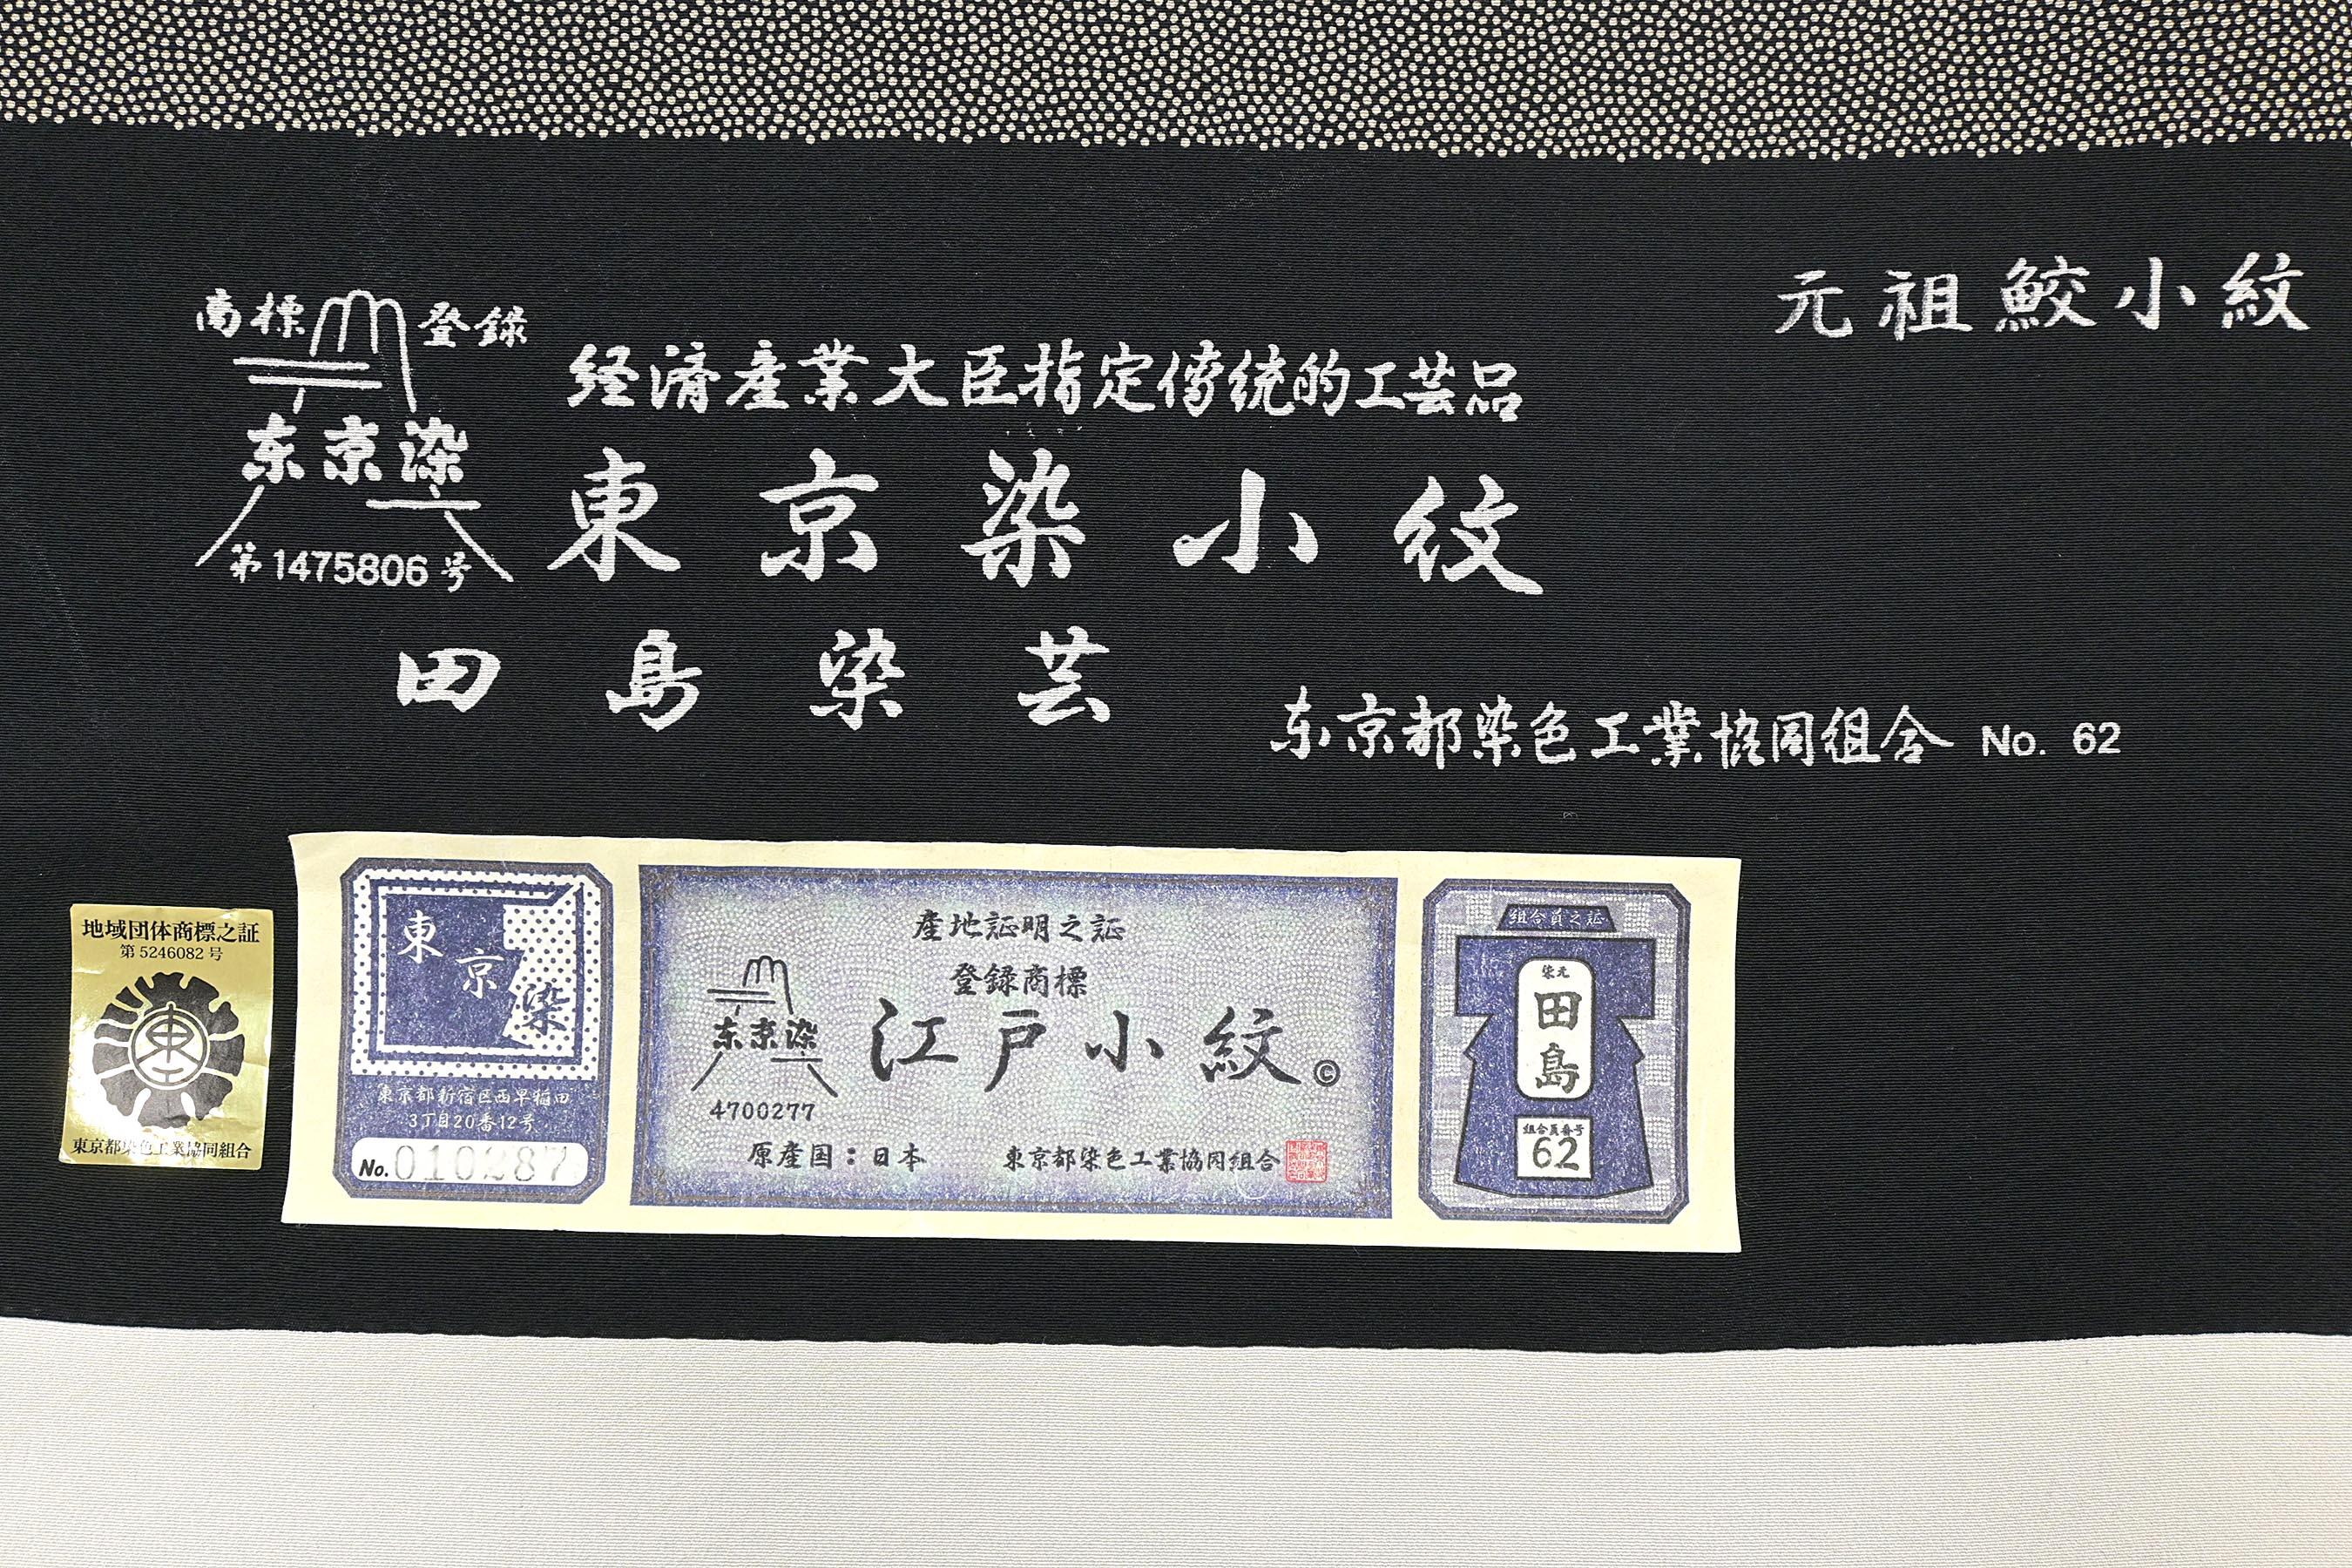 元祖鮫小紋
商標登録
东京染
第1475806号
経済産業大臣指定傳统的工芸品
東京染小紋
田島染芸
东京都染色工業協同組合 No. 62
地域団体商標之証
第5246082号
東
東京都染色工業協同組合
東京染
東京都新宿区西早稲田
3丁目20番12号
No.010287
産地証明之証
登録商標
东京染
4700277
江戸小紋©
原産国：日本
東京都染色工業協同組合
組合員之証
染元
田島
組合員番号
62